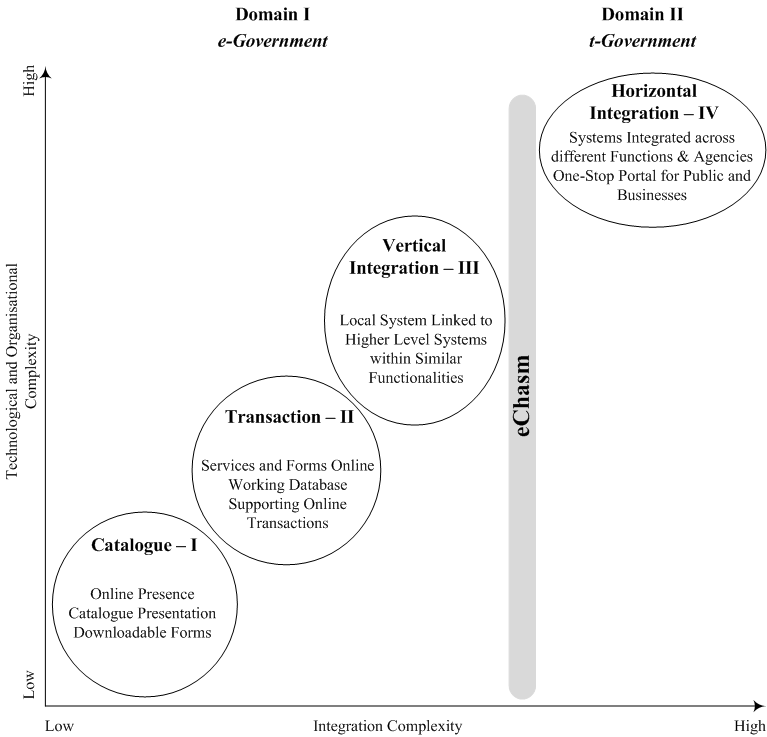 Domain I
e-Government
Domain II
t-Government
High
Horizontal
Integration – IV
Systems Integrated across
different Functions & Agencies
One-Stop Portal for Public and
Businesses
Vertical
Integration – III
Local System Linked to
Higher Level Systems
within Similar
Functionalities
Technological and Organisational
Complexity
eChasm
Transaction – II
Services and Forms Online
Working Database
Supporting Online
Transactions
Catalogue – I
Online Presence
Catalogue Presentation
Downloadable Forms
Low
Low
Integration Complexity
High